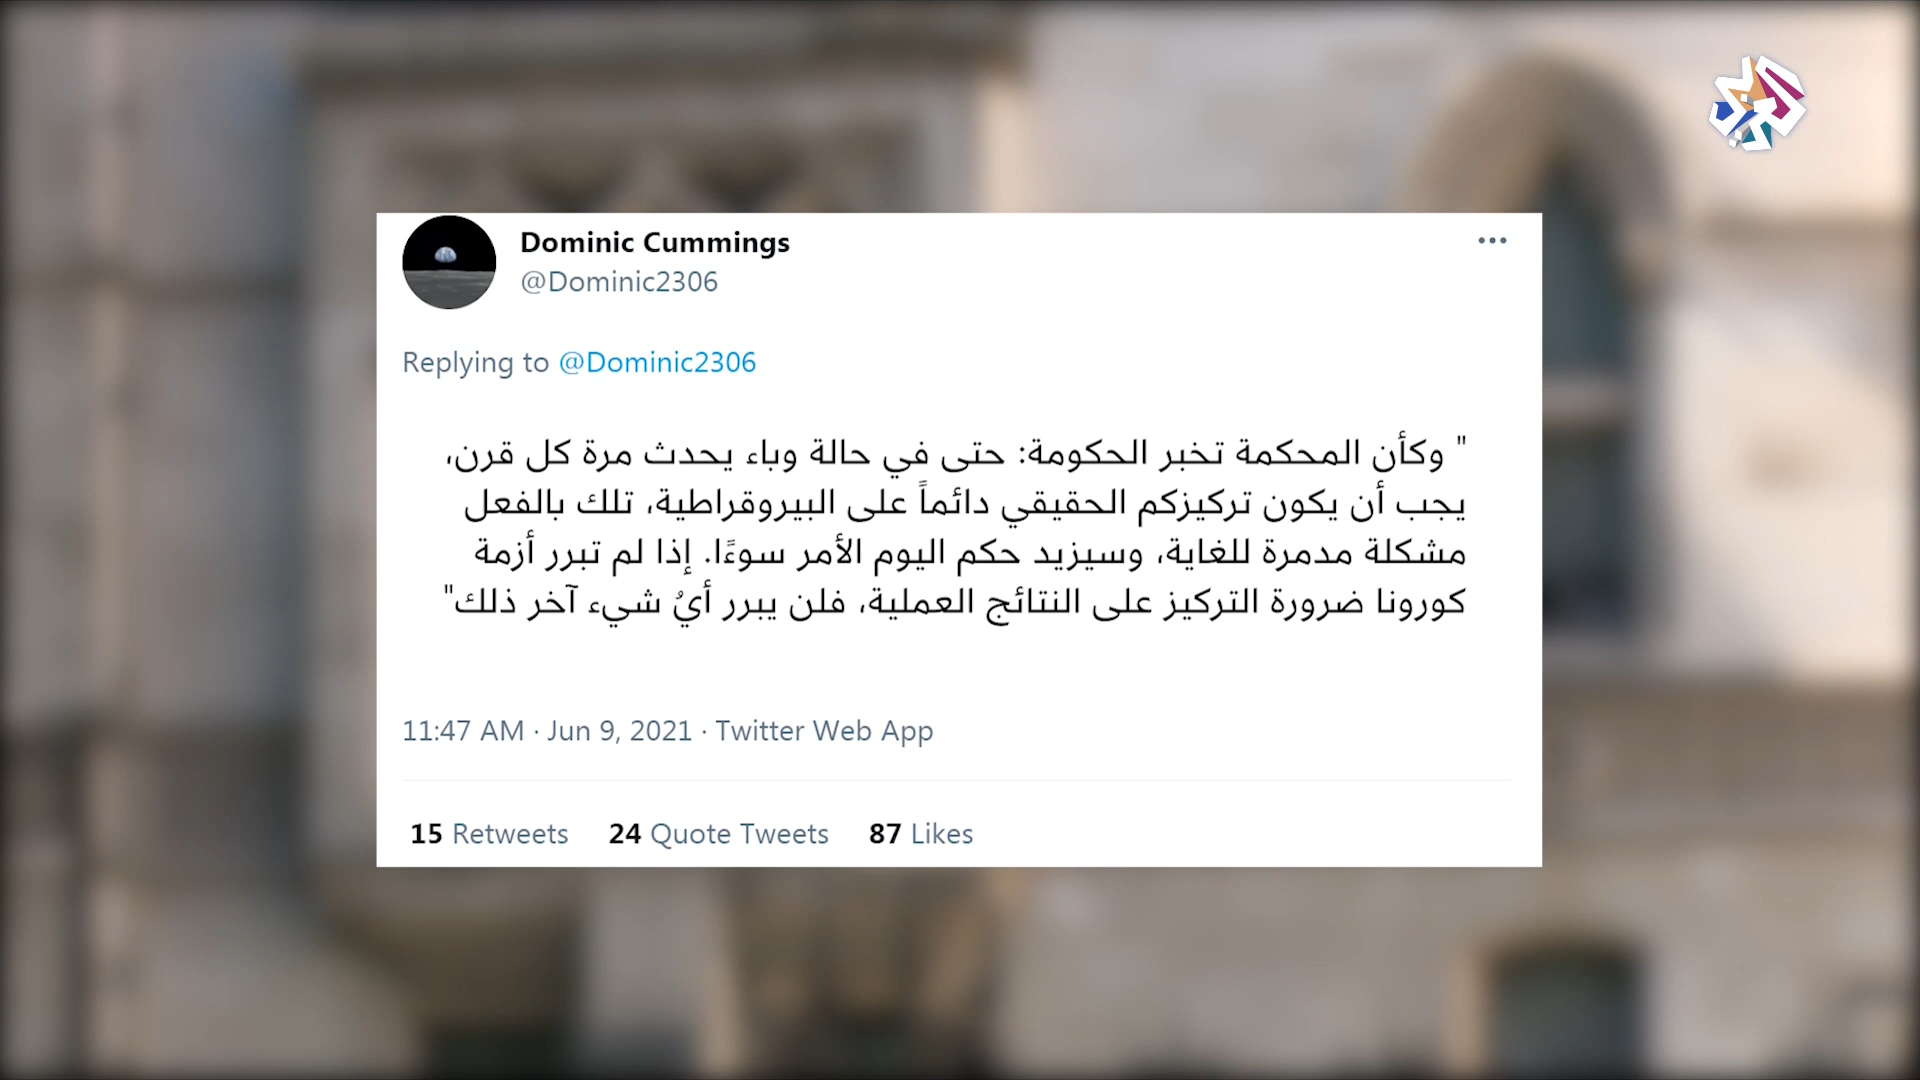 Dominic Cummings
@Dominic2306
Replying to @Dominic2306
" وكأن المحكمة تخبر الحكومة: حتى في حالة وباء يحدث مرة كل قرن،
يجب أن يكون تركيزكم الحقيقي دائماً على البيروقراطية، تلك بالفعل
مشكلة مدمرة للغاية، وسيزيد حكم اليوم الأمر سوءًا. إذا لم تبرر أزمة
كورونا ضرورة التركيز على النتائج العملية، فلن يبرر أيُ شيء آخر ذلك"
11:47 AM · Jun 9, 2021 · Twitter Web App
15 Retweets 24 Quote Tweets 87 Likes